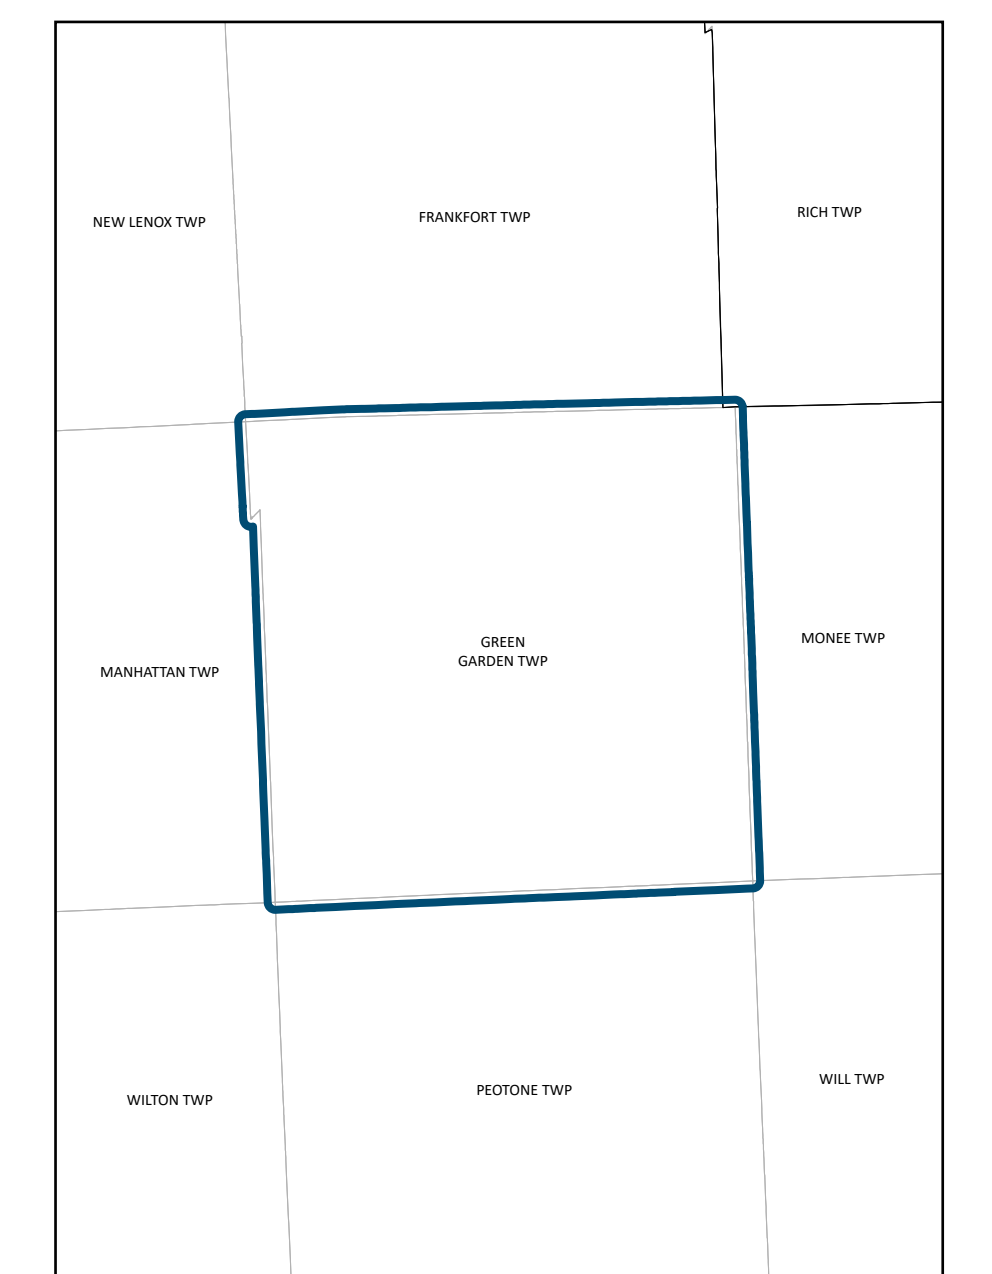 NEW LENOX TWP
FRANKFORT TWP
RICH TWP
MANHATTAN TWP
GREEN
GARDEN TWP
MONEE TWP
WILTON TWP
PEOTONE TWP
WILL TWP